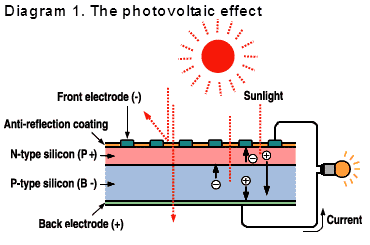 Diagram 1. The photovoltaic effect
Front electrode (-)
Sunlight
Anti-reflection coating
N-type silicon (P+)
P-type silicon (B-)
Back electrode (+)
Current
- +
- +